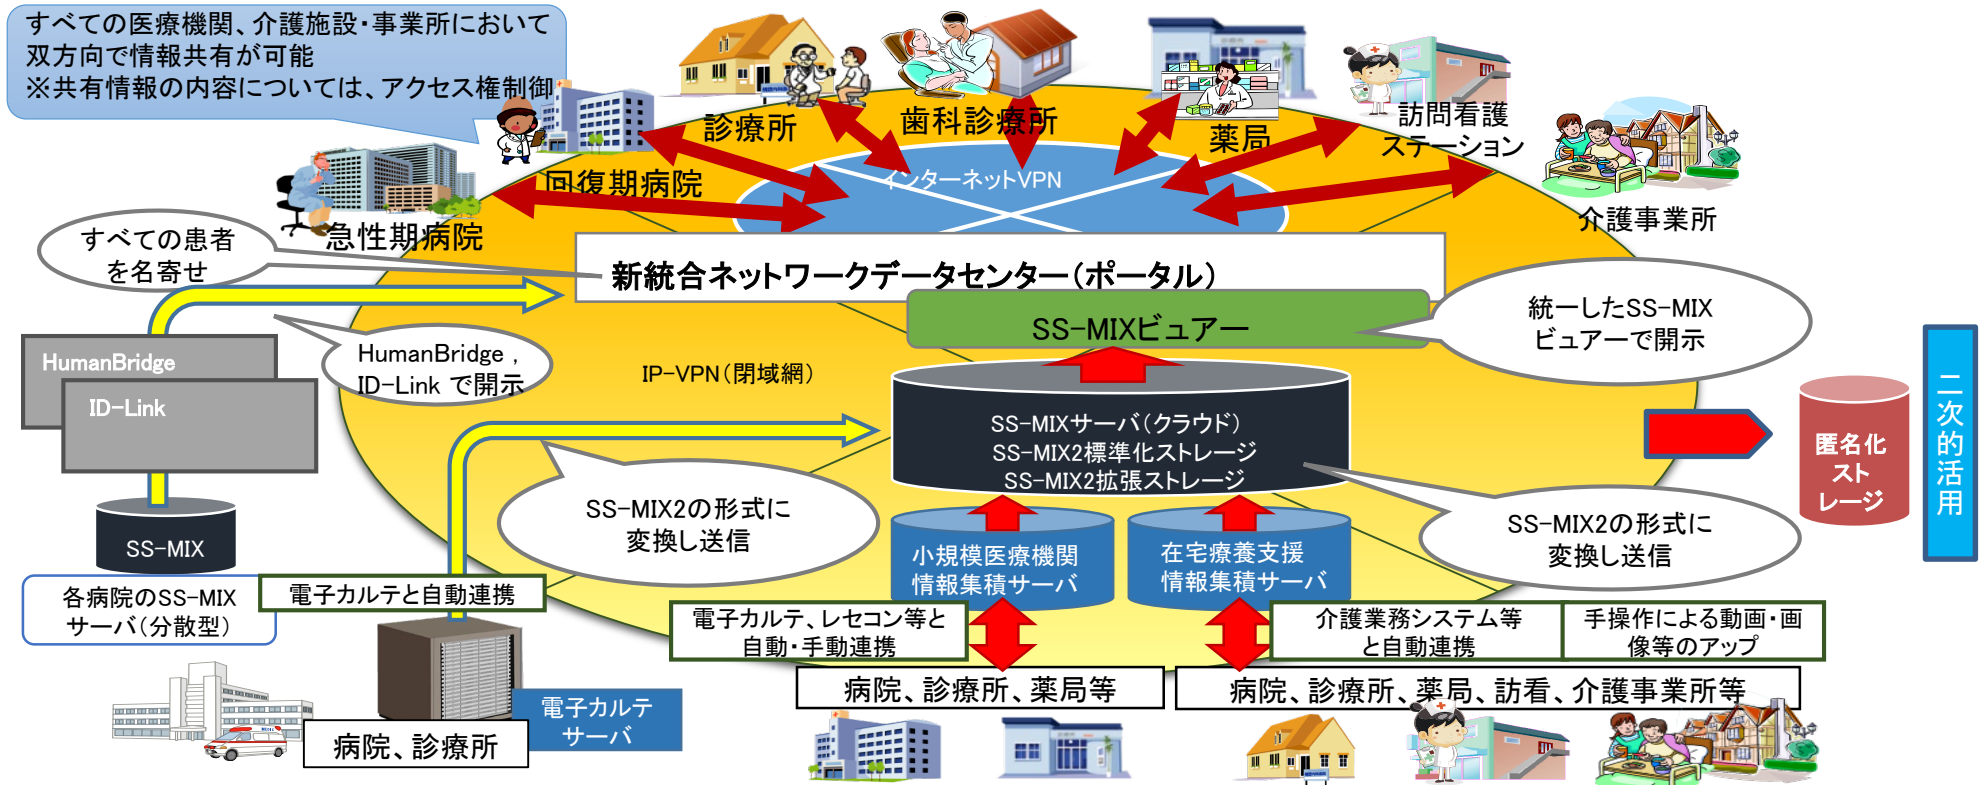 すべての医療機関、介護施設・事業所において
双方向で情報共有が可能
※共有情報の内容については、アクセス権制御
診療所
歯科診療所
薬局
訪問看護
ステーション
介護事業所
回復期病院
急性期病院
インターネットVPN
すべての患者
を名寄せ
新統合ネットワークデータセンター（ポータル）
SS-MIXビュアー
統一したSS-MIX
ビュアーで開示
HumanBridge
ID-Link
HumanBridge ,
ID-Link で開示
IP-VPN（閉域網）
SS-MIXサーバ（クラウド）
SS-MIX2標準化ストレージ
SS-MIX2拡張ストレージ
匿名化
スト
レージ
二次的活用
SS-MIX
SS-MIX2の形式に
変換し送信
小規模医療機関
情報集積サーバ
在宅療養支援
情報集積サーバ
SS-MIX2の形式に
変換し送信
各病院のSS-MIX
サーバ（分散型）
電子カルテと自動連携
電子カルテ、レセコン等と
自動・手動連携
介護業務システム等
と自動連携
手操作による動画・画
像等のアップ
病院、診療所、薬局等
病院、診療所、薬局、訪看、介護事業所等
電子カルテ
サーバ
病院、診療所